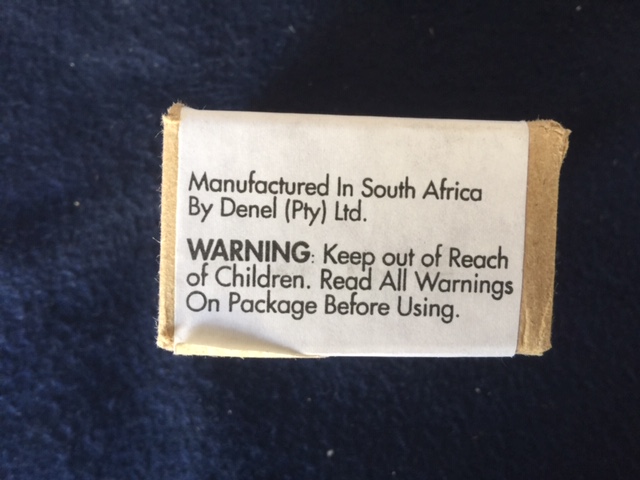 Manufactured In South Africa
By Denel (Pty) Ltd.
WARNING: Keep out of Reach
of Children. Read All Warnings
On Package Before Using.